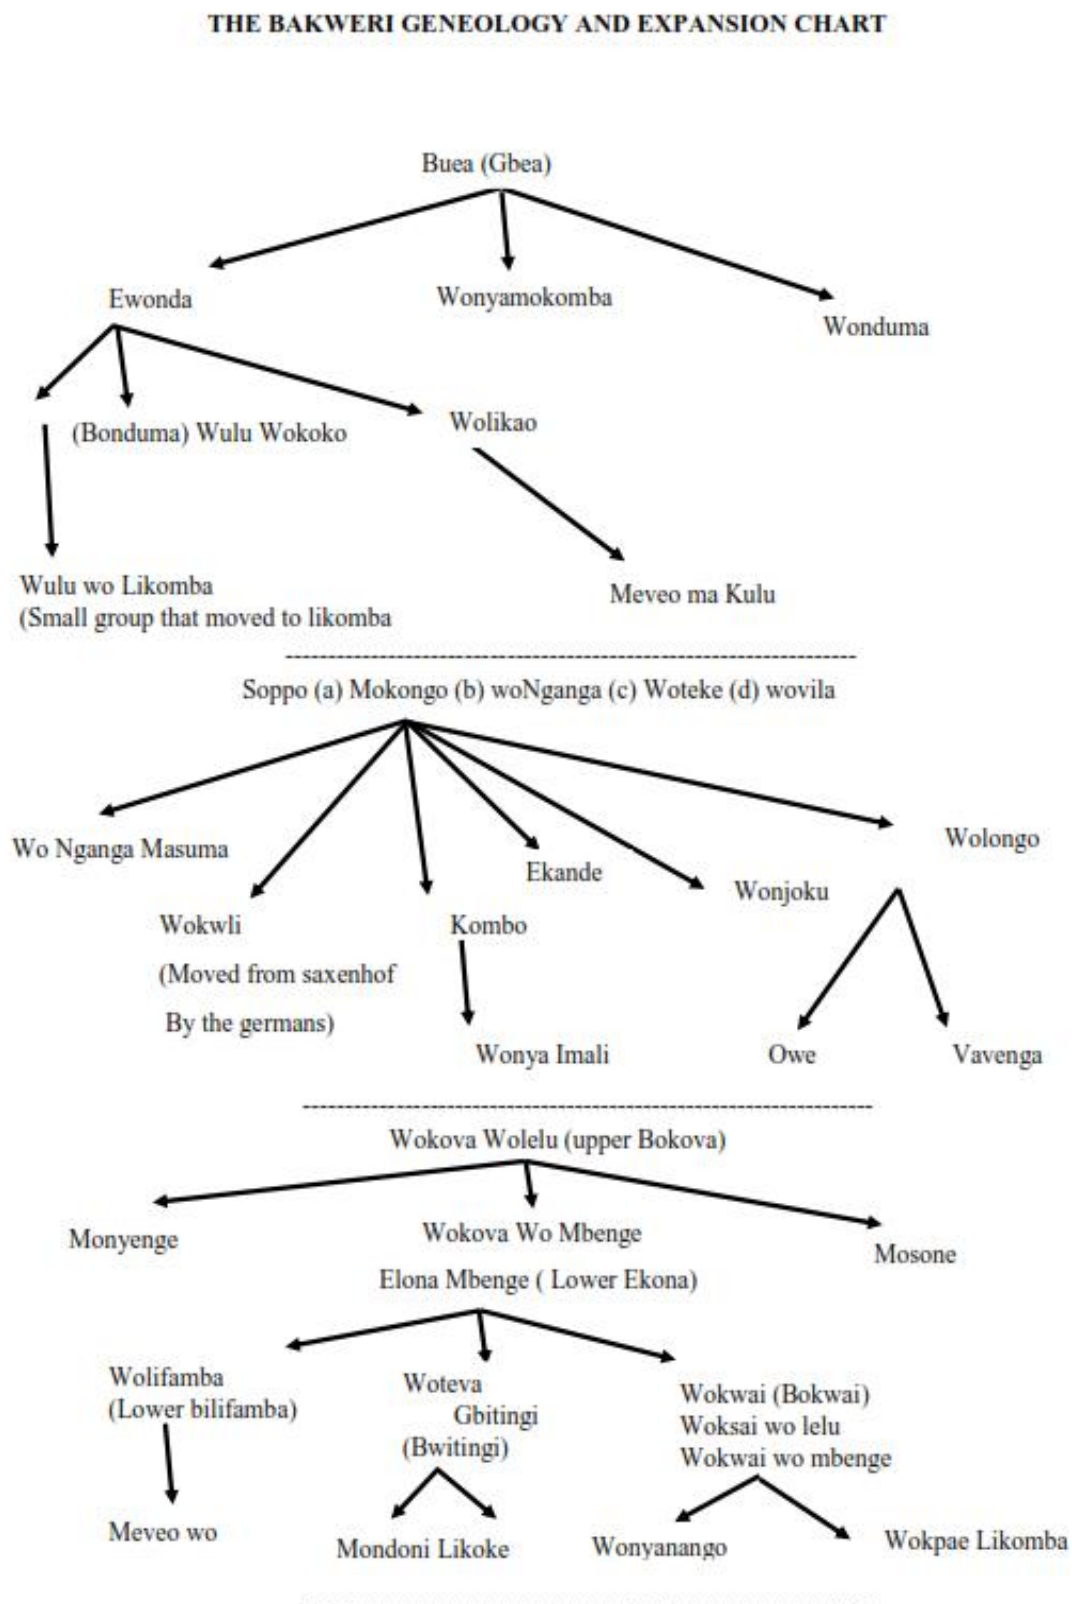 THE BAKWERI GENEOLOGY AND EXPANSION CHART
Buea (Gbea)
Ewonda
Wonyamokomba
Wonduma
(Bonduma) Wulu Wokoko
Wolikao
Wulu wo Likomba
(Small group that moved to likomba
Meveo ma Kulu
Soppo (a) Mokongo (b) woNganga (c) Woteke (d) wovila
Wo Nganga Masuma
Wokwli
(Moved from saxenhof
By the germans)
Kombo
Ekande
Wonjoku
Wolongo
Wonya Imali
Owe
Vavenga
Wokova Wolelu (upper Bokova)
Monyenge
Wokova Wo Mbenge
Mosone
Elona Mbenge ( Lower Ekona)
Wolifamba
(Lower bilifamba)
Woteva
Gbitingi
(Bwitingi)
Wokwai (Bokwai)
Woksai wo lelu
Wokwai wo mbenge
Meveo wo
Mondoni Likoke
Wonyanango
Wokpae Likomba